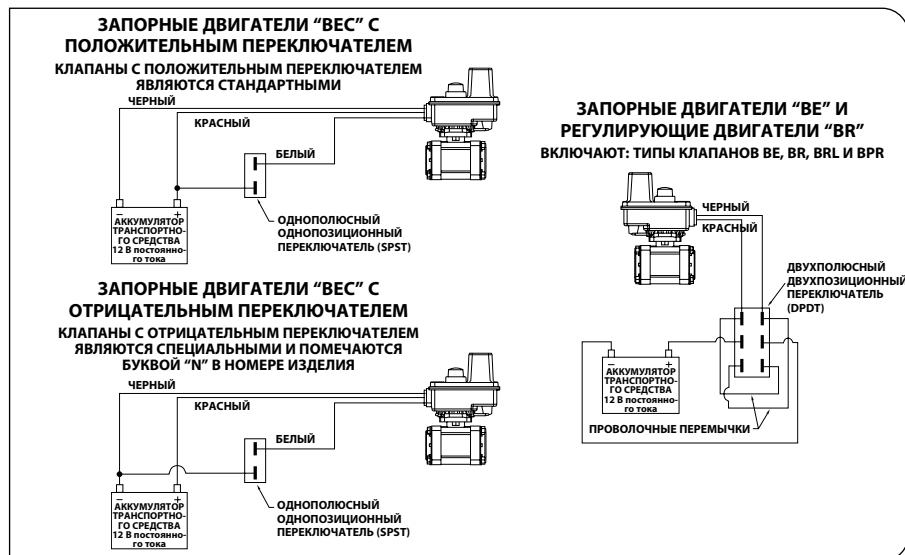 ЗАПОРНЫЕ ДВИГАТЕЛИ “BEC” С
ПОЛОЖИТЕЛЬНЫМ ПЕРЕКЛЮЧАТЕЛЕМ
КЛАПАНЫ С ПОЛОЖИТЕЛЬНЫМ ПЕРЕКЛЮЧАТЕЛЕМ
ЯВЛЯЮТСЯ СТАНДАРТНЫМИ
ЧЕРНЫЙ
КРАСНЫЙ
БЕЛЫЙ
– +
АККУМУЛЯТОР
ТРАНСПОРТНО-
ГО СРЕДСТВА
12 В постоянно-
го тока
ОДНОПОЛЮСНЫЙ
ОДНОПОЗИЦИОННЫЙ
ПЕРЕКЛЮЧАТЕЛЬ (SPST)
ЗАПОРНЫЕ ДВИГАТЕЛИ “BEC” С
ОТРИЦАТЕЛЬНЫМ ПЕРЕКЛЮЧАТЕЛЕМ
КЛАПАНЫ С ОТРИЦАТЕЛЬНЫМ ПЕРЕКЛЮЧАТЕЛЕМ
ЯВЛЯЮТСЯ СПЕЦИАЛЬНЫМИ И ПОМЕЧАЮТСЯ
БУКВОЙ “N” В НОМЕРЕ ИЗДЕЛИЯ
ЧЕРНЫЙ
КРАСНЫЙ
БЕЛЫЙ
– +
АККУМУЛЯТОР
ТРАНСПОРТНО-
ГО СРЕДСТВА
12 В постоянно-
го тока
ОДНОПОЛЮСНЫЙ
ОДНОПОЗИЦИОННЫЙ
ПЕРЕКЛЮЧАТЕЛЬ (SPST)
ЗАПОРНЫЕ ДВИГАТЕЛИ “BE” И
РЕГУЛИРУЮЩИЕ ДВИГАТЕЛИ “BR”
ВКЛЮЧАЮТ: ТИПЫ КЛАПАНОВ BE, BR, BRL И BPR
ЧЕРНЫЙ
КРАСНЫЙ
ДВУХПОЛЮСНЫЙ
ДВУХПОЗИЦИОННЫЙ
ПЕРЕКЛЮЧАТЕЛЬ
(DPDT)
– +
АККУМУЛЯТОР
ТРАНСПОРТНО-
ГО СРЕДСТВА
12 В постоянно-
го тока
ПРОВОЛОЧНЫЕ ПЕРЕМЫЧКИ